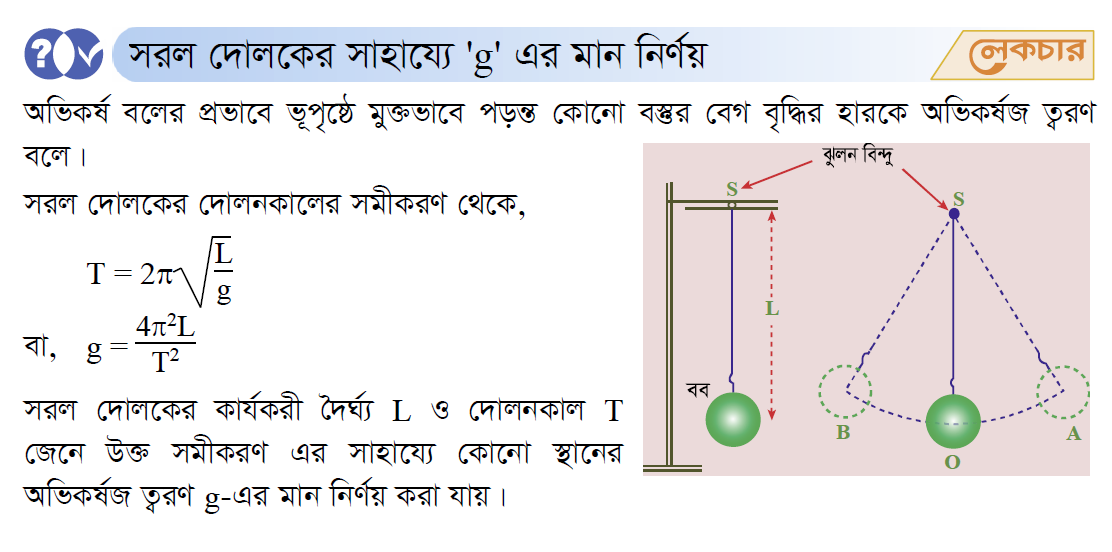 সরল দোলকের সাহায্যে 'g' এর মান নির্ণয়
লেকচার
অভিকর্ষ বলের প্রভাবে ভূপৃষ্ঠে মুক্তভাবে পড়ন্ত কোনো বস্তুর বেগ বৃদ্ধির হারকে অভিকর্ষজ ত্বরণ
বলে।
সরল দোলকের দোলনকালের সমীকরণ থেকে,
T = 2π√(L/g)
বা, g = 4π²L/T²
সরল দোলকের কার্যকরী দৈর্ঘ্য L ও দোলনকাল T
জেনে উক্ত সমীকরণ এর সাহায্যে কোনো স্থানের
অভিকর্ষজ ত্বরণ g-এর মান নির্ণয় করা যায়।
ঝুলন বিন্দু
S
S
L
বব
B
A
O